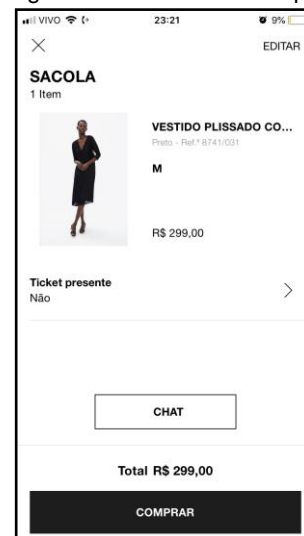 VIVO 23:21 9%
EDITAR
SACOLA
1 Item
VESTIDO PLISSADO CO...
Preto - Ref.ª 8741/031
M
R$ 299,00
Ticket presente
Não
CHAT
Total R$ 299,00
COMPRAR